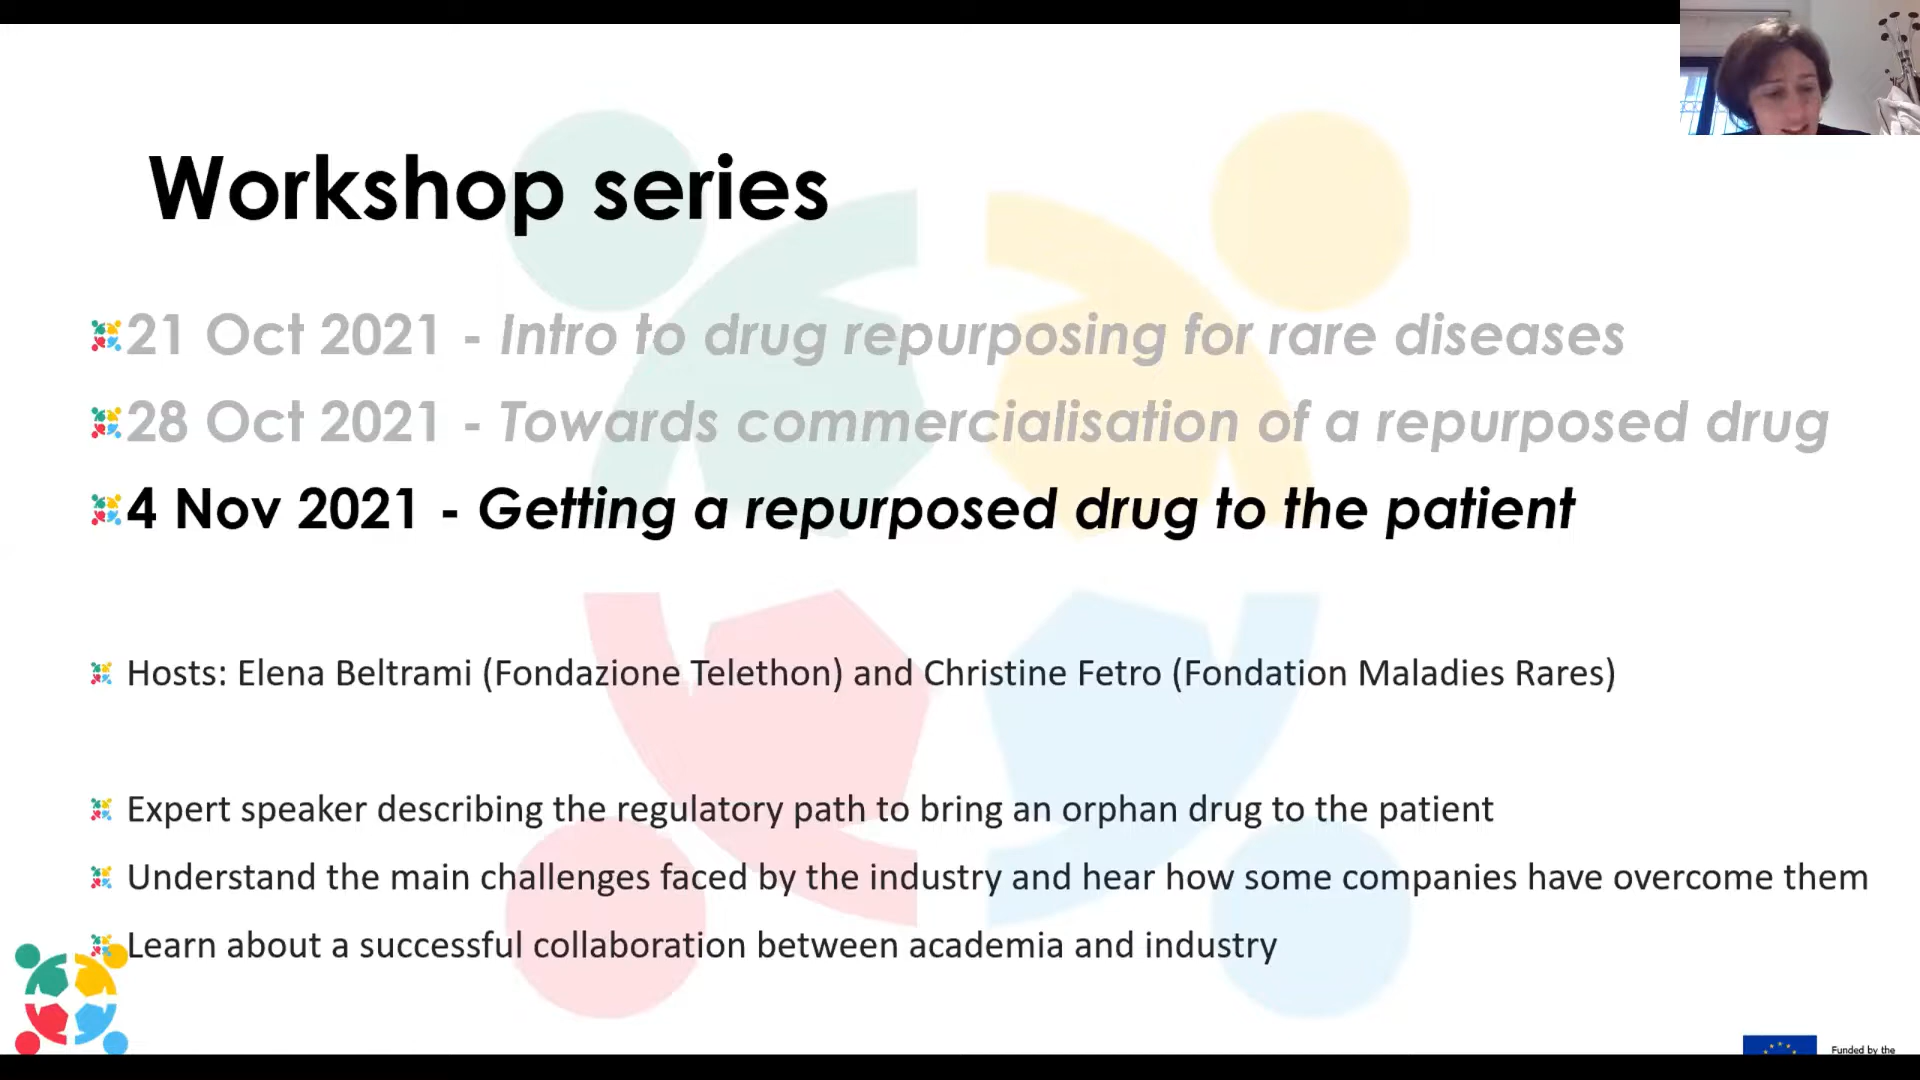 Workshop series
21 Oct 2021 - Intro to drug repurposing for rare diseases
28 Oct 2021 - Towards commercialisation of a repurposed drug
4 Nov 2021 - Getting a repurposed drug to the patient
Hosts: Elena Beltrami (Fondazione Telethon) and Christine Fetro (Fondation Maladies Rares)
Expert speaker describing the regulatory path to bring an orphan drug to the patient
Understand the main challenges faced by the industry and hear how some companies have overcome them
Learn about a successful collaboration between academia and industry
Funded by the